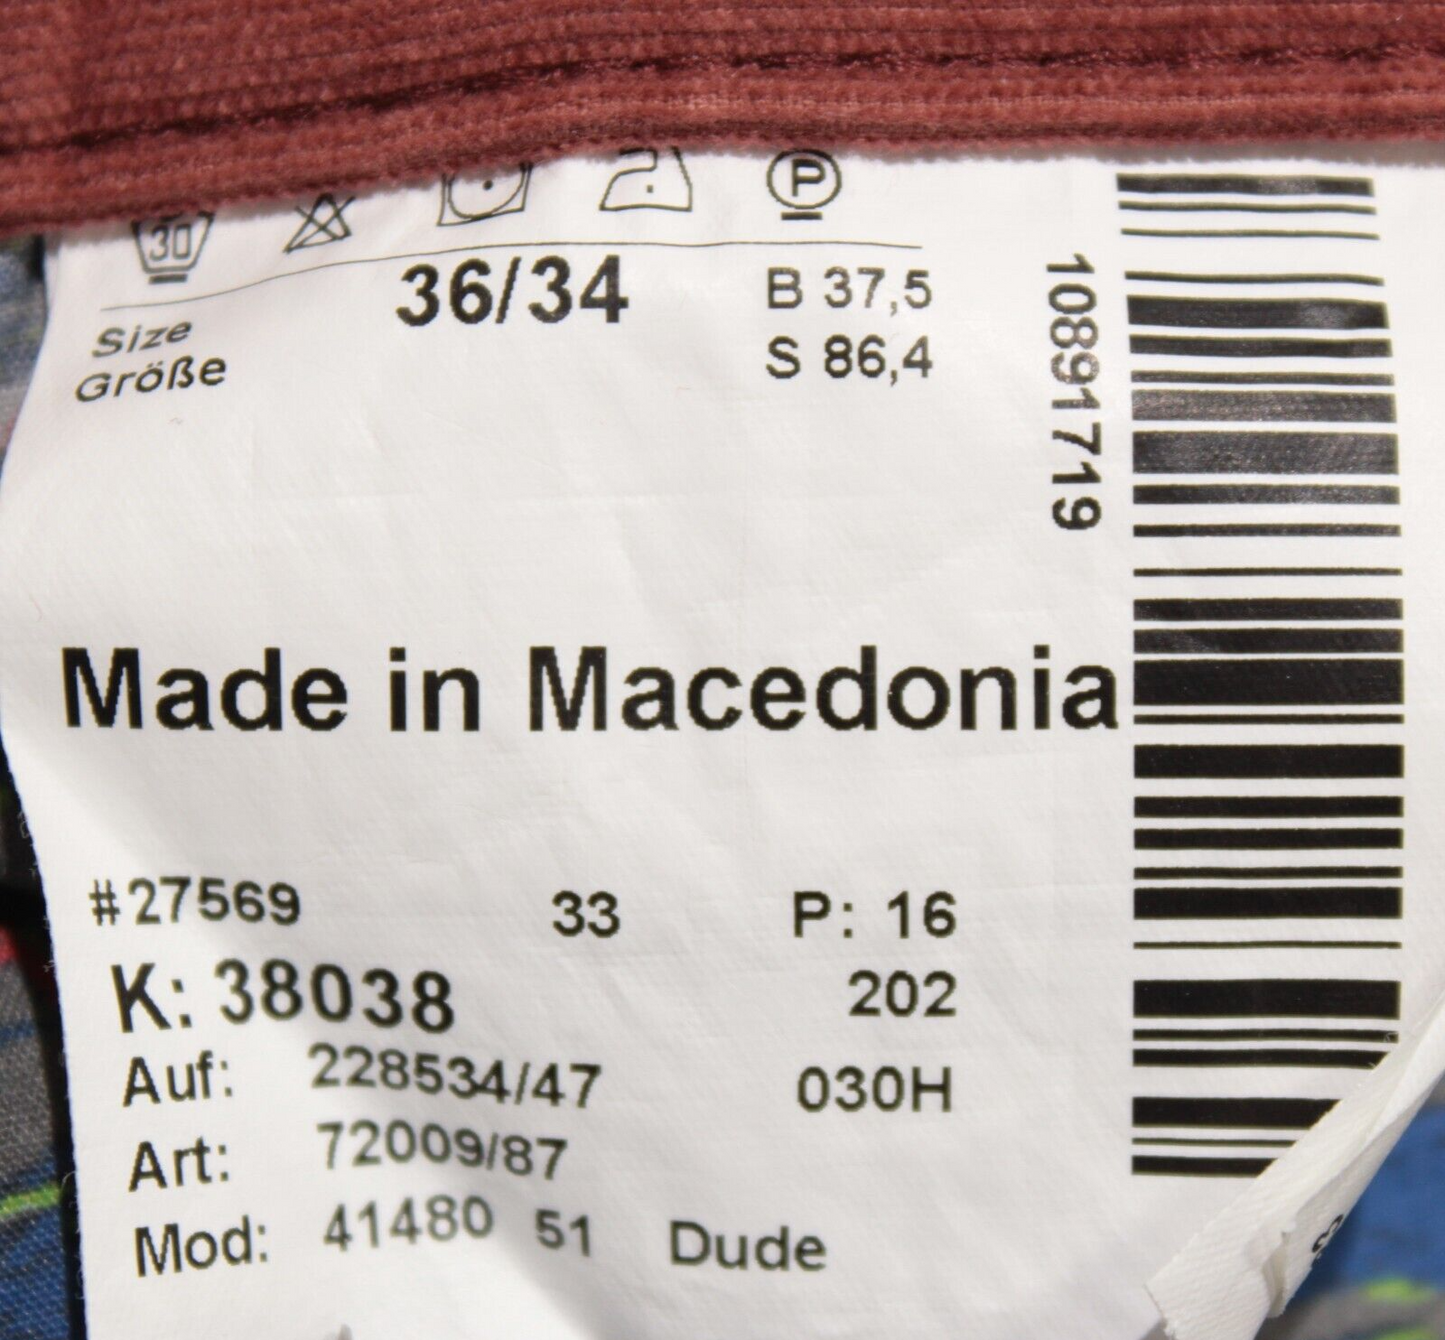 30 P
36/34 B 37,5
Size
S 86,4
Größe
10891719
Made in Macedonia
#27569 33 P: 16
K: 38038 202
Auf: 228534/47 030H
Art: 72009/87
Mod: 41480 51 Dude